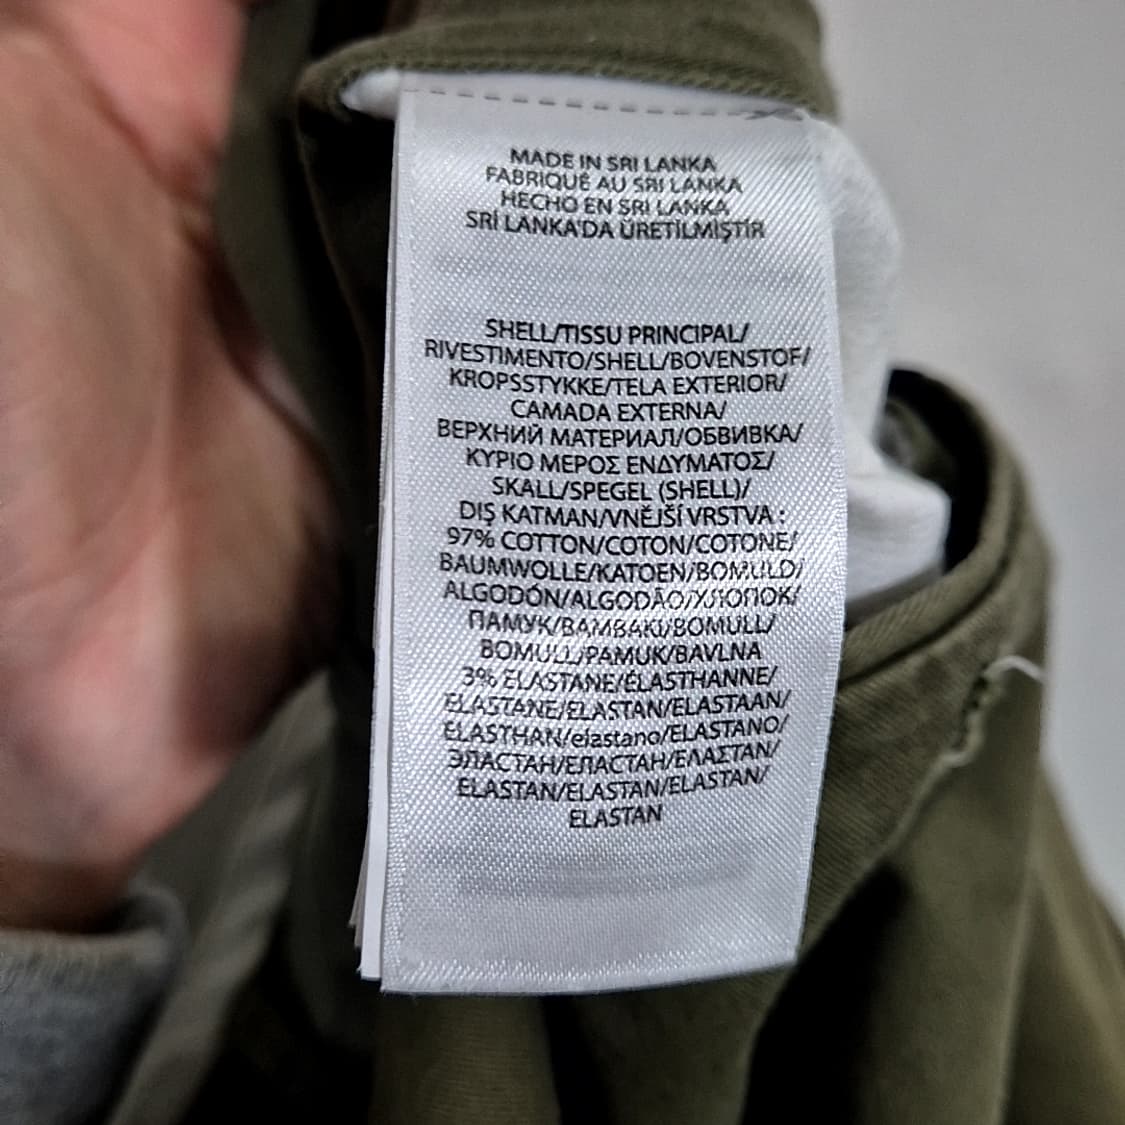 MADE IN SRI LANKA
FABRIQUÉ AU SRI LANKA
HECHO EN SRI LANKA
SRİ LANKA'DA ÜRETİLMİŞTİR
SHELL/TISSU PRINCIPAL/
RIVESTIMENTO/SHELL/BOVENSTOF/
KROPSSTYKKE/TELA EXTERIOR/
CAMADA EXTERNA/
ВЕРХНИЙ МАТЕРИАЛ/ОБВИВКА/
ΚΥΡΙΟ ΜΕΡΟΣ ΕΝΔΥΜΑΤΟΣ/
SKALL/SPEGEL (SHELL)/
DIŞ KATMAN/VNĚJŠÍ VRSTVA :
97% COTTON/COTON/COTONE/
BAUMWOLLE/KATOEN/BOMULD/
ALGODÓN/ALGODÃO/ХЛОПОК/
ПАМУК/BAMBAKI/BOMULL/
BOMULL/PAMUK/BAVLNA
3% ELASTANE/ÉLASTHANNE/
ELASTANE/ELASTAN/ELASTAAN/
ELASTHAN/elastano/ELASTANO/
ЭЛАСТАН/ЕЛАСТАН/ΕΛΑΣΤΑΝ/
ELASTAN/ELASTAN/ELASTAN/
ELASTAN